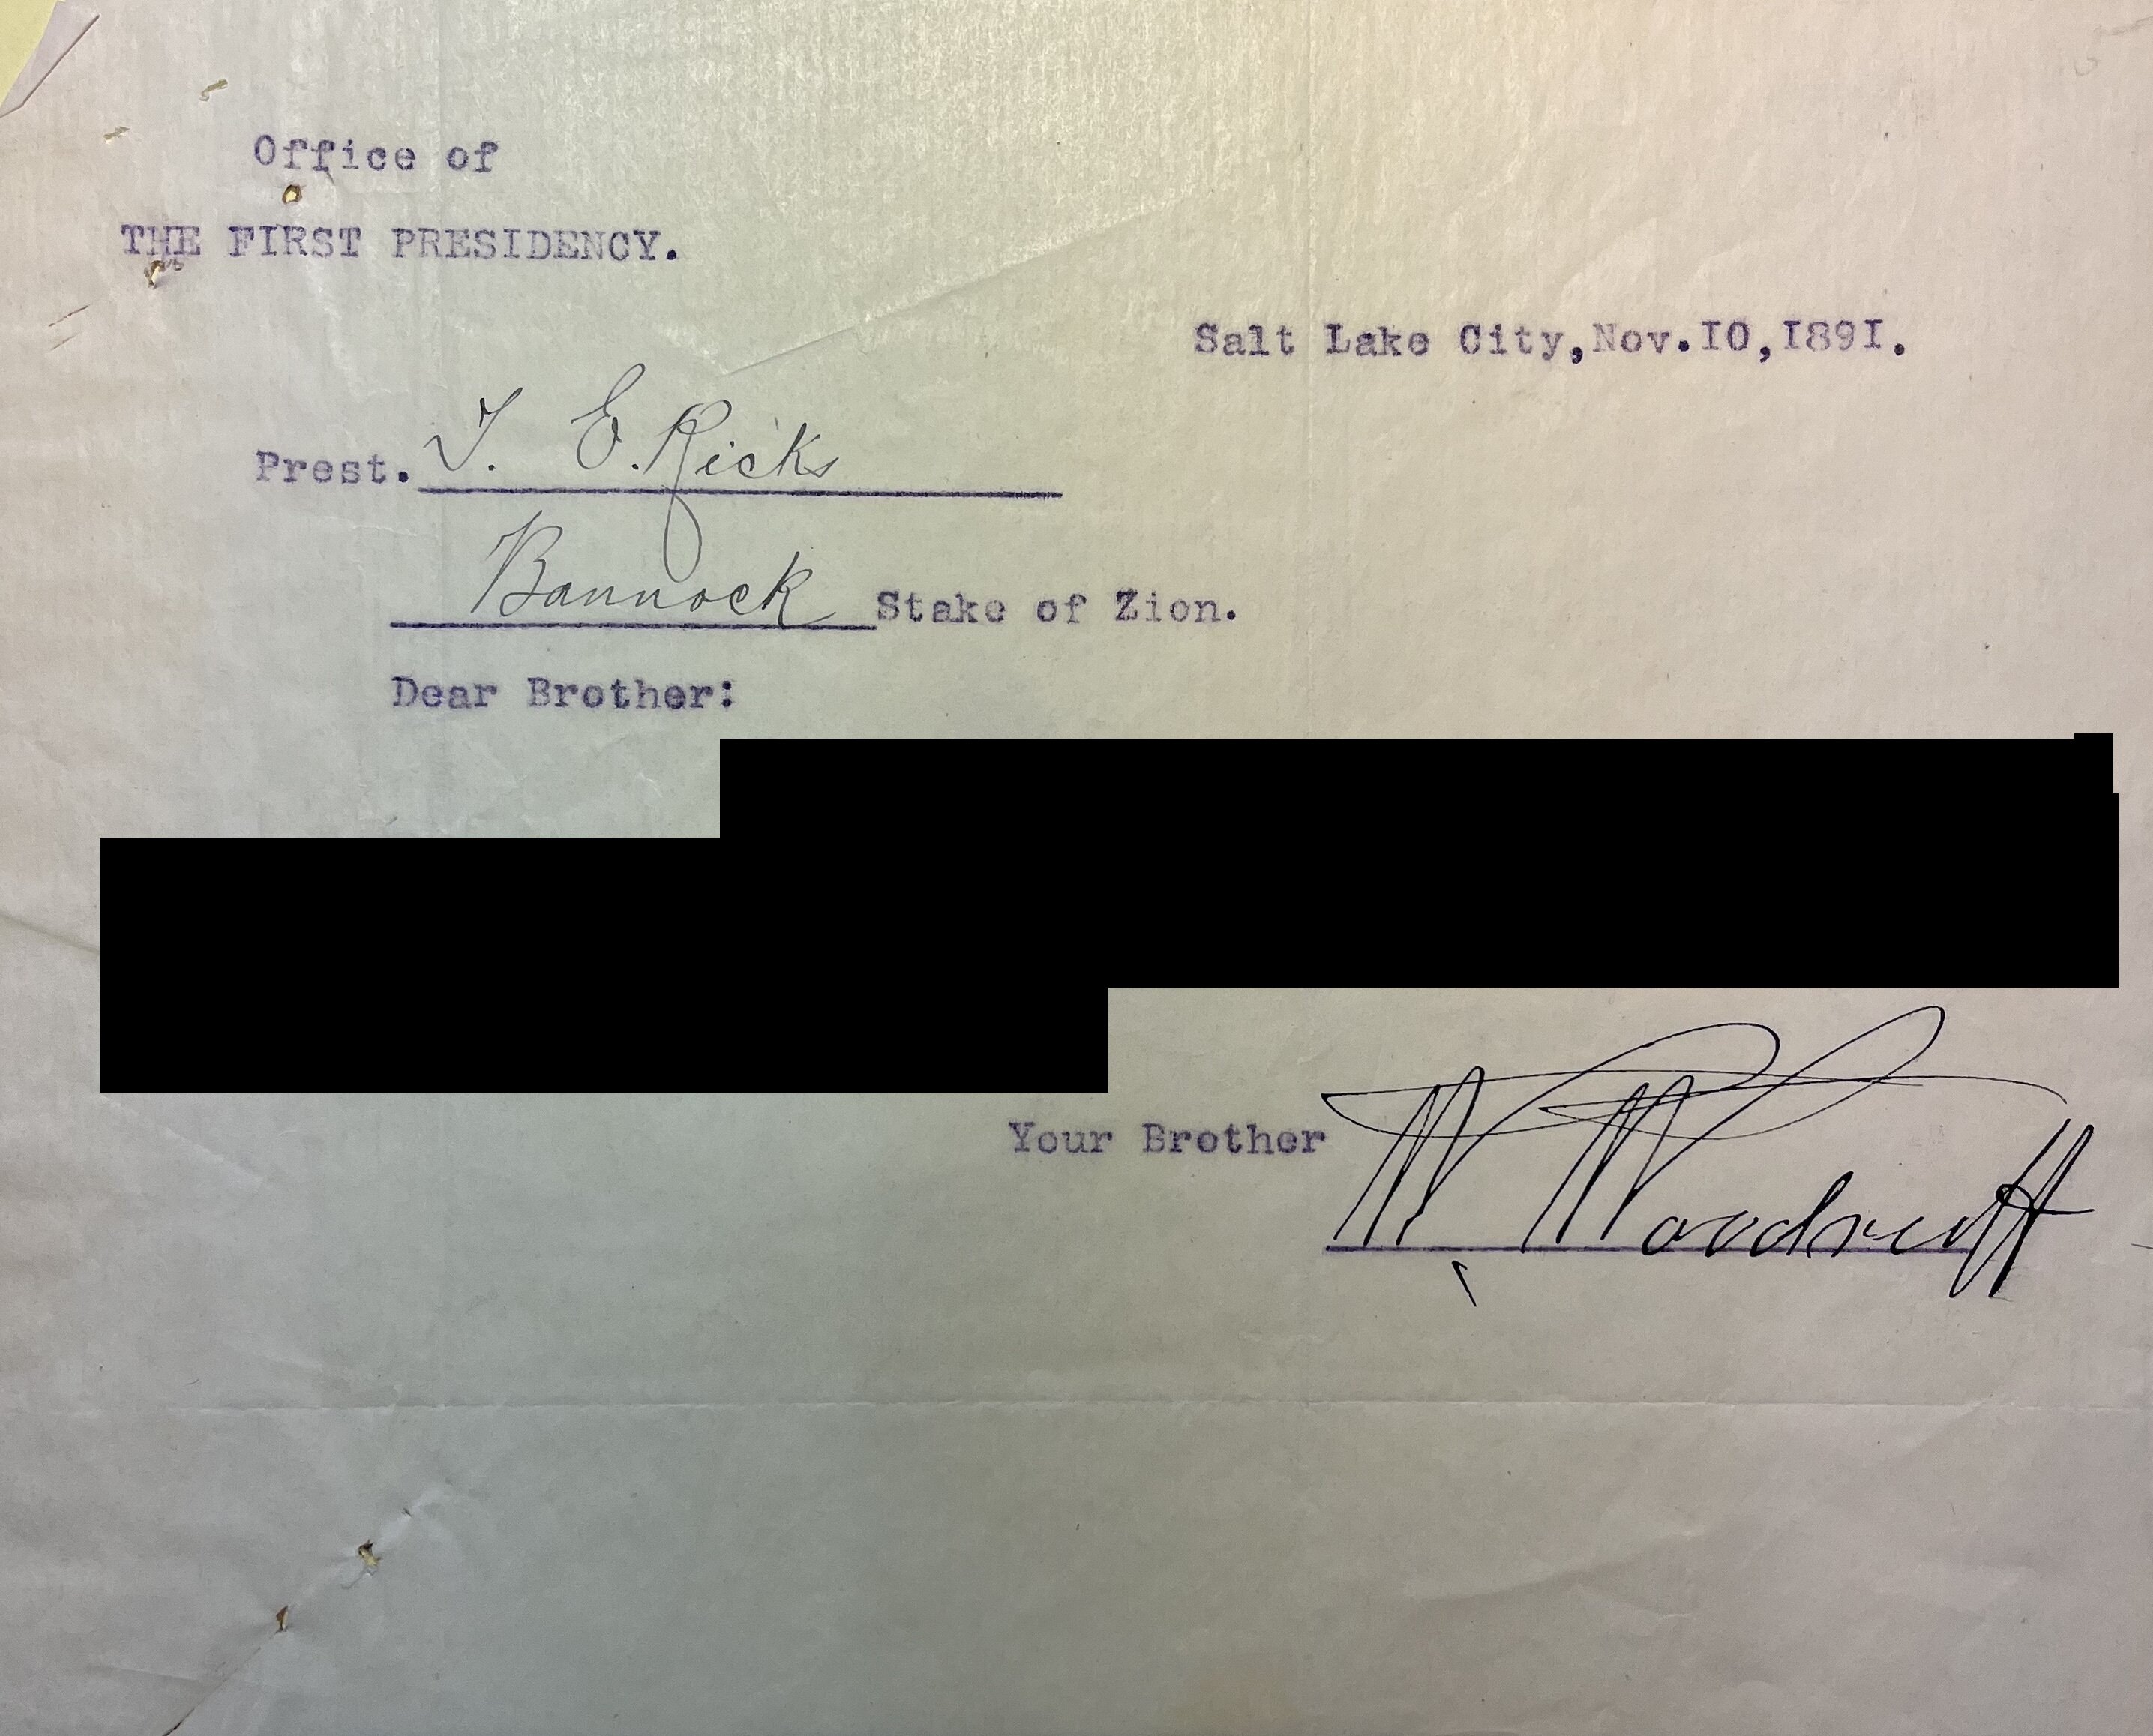 Office of
THE FIRST PRESIDENCY.
Salt Lake City,Nov.10,1891.
Prest. T. E. Ricks
Bannock Stake of Zion.
Dear Brother:
Your Brother W. Woodruff